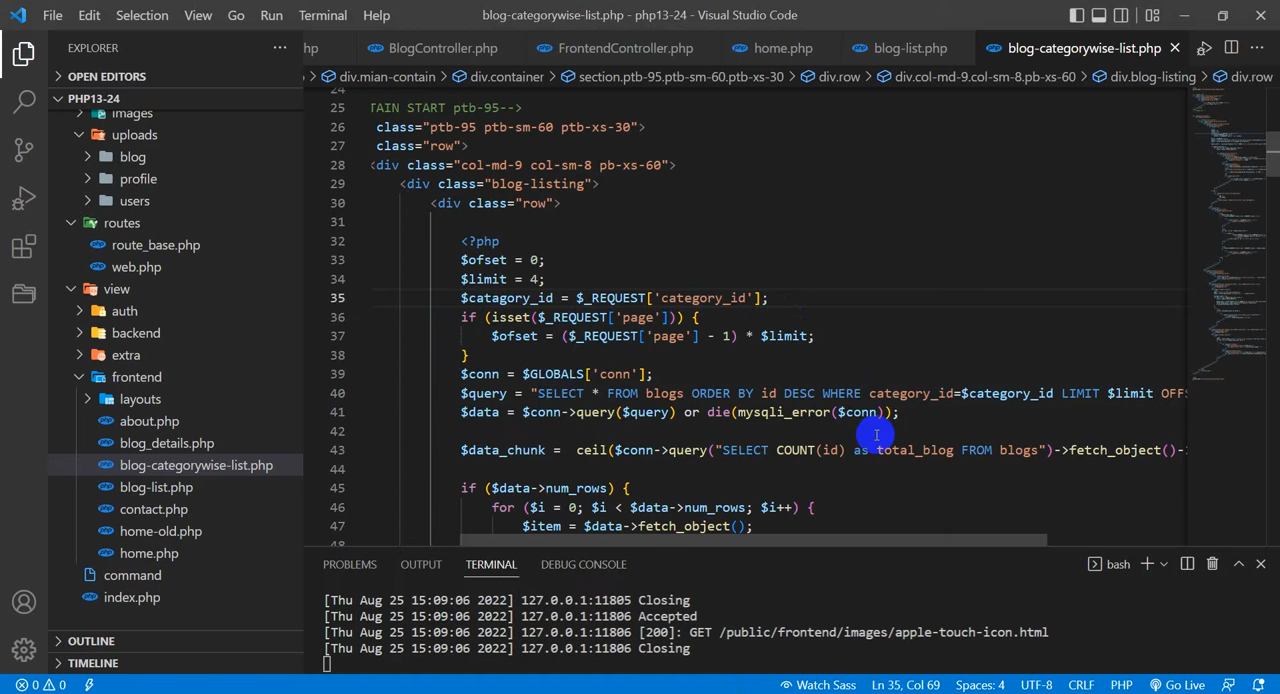 File Edit Selection View Go Run Terminal Help blog-categorywise-list.php - php13-24 - Visual Studio Code
EXPLORER
hp BlogController.php FrontendController.php home.php blog-list.php blog-categorywise-list.php
div.mian-contain div.container section.ptb-95.ptb-sm-60.ptb-xs-30 div.row div.col-md-9.col-sm-8.pb-xs-60 div.blog-listing div.row
OPEN EDITORS
PHP13-24
images
uploads
blog
profile
users
routes
route_base.php
web.php
view
auth
backend
extra
frontend
layouts
about.php
blog_details.php
blog-categorywise-list.php
blog-list.php
contact.php
home-old.php
home.php
command
index.php
OUTLINE
TIMELINE
24
25 TAIN START ptb-95-->
26 class="ptb-95 ptb-sm-60 ptb-xs-30">
27 class="row">
28 <div class="col-md-9 col-sm-8 pb-xs-60">
29 <div class="blog-listing">
30 <div class="row">
31
32 <?php
33 $ofset = 0;
34 $limit = 4;
35 $catagory_id = $_REQUEST['category_id'];
36 if (isset($_REQUEST['page'])) {
37 $ofset = ($_REQUEST['page'] - 1) * $limit;
38 }
39 $conn = $GLOBALS['conn'];
40 $query = "SELECT * FROM blogs ORDER BY id DESC WHERE category_id=$category_id LIMIT $limit OFFS
41 $data = $conn->query($query) or die(mysqli_error($conn));
42
43 $data_chunk = ceil($conn->query("SELECT COUNT(id) as total_blog FROM blogs")->fetch_object()->
44
45 if ($data->num_rows) {
46 for ($i = 0; $i < $data->num_rows; $i++) {
47 $item = $data->fetch_object();
48
PROBLEMS OUTPUT TERMINAL DEBUG CONSOLE bash
[Thu Aug 25 15:09:06 2022] 127.0.0.1:11805 Closing
[Thu Aug 25 15:09:06 2022] 127.0.0.1:11806 Accepted
[Thu Aug 25 15:09:06 2022] 127.0.0.1:11806 [200]: GET /public/frontend/images/apple-touch-icon.html
[Thu Aug 25 15:09:06 2022] 127.0.0.1:11806 Closing
0 0 Watch Sass Ln 35, Col 69 Spaces: 4 UTF-8 CRLF PHP Go Live